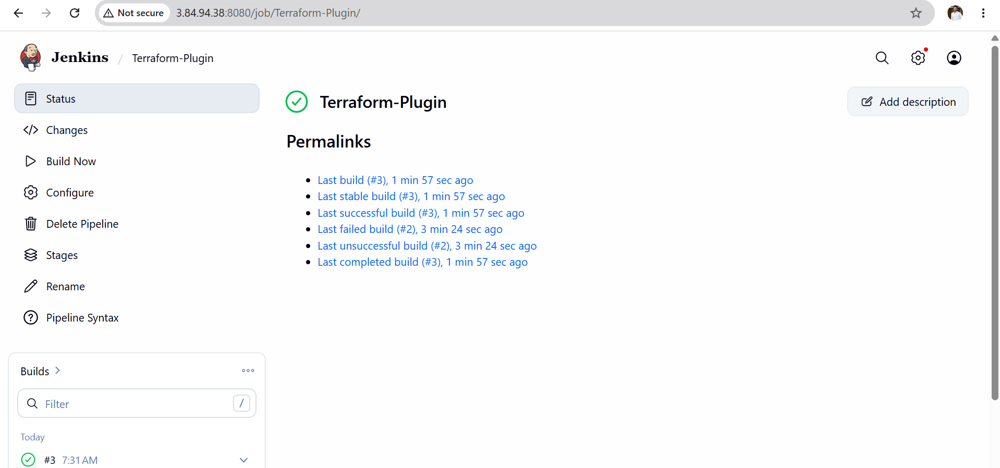 Not secure 3.84.94.38:8080/job/Terraform-Plugin/
Jenkins / Terraform-Plugin
Status
Changes
Build Now
Configure
Delete Pipeline
Stages
Rename
Pipeline Syntax
Builds
Filter /
Today
#3 7:31 AM
Terraform-Plugin
Add description
Permalinks
Last build (#3), 1 min 57 sec ago
Last stable build (#3), 1 min 57 sec ago
Last successful build (#3), 1 min 57 sec ago
Last failed build (#2), 3 min 24 sec ago
Last unsuccessful build (#2), 3 min 24 sec ago
Last completed build (#3), 1 min 57 sec ago